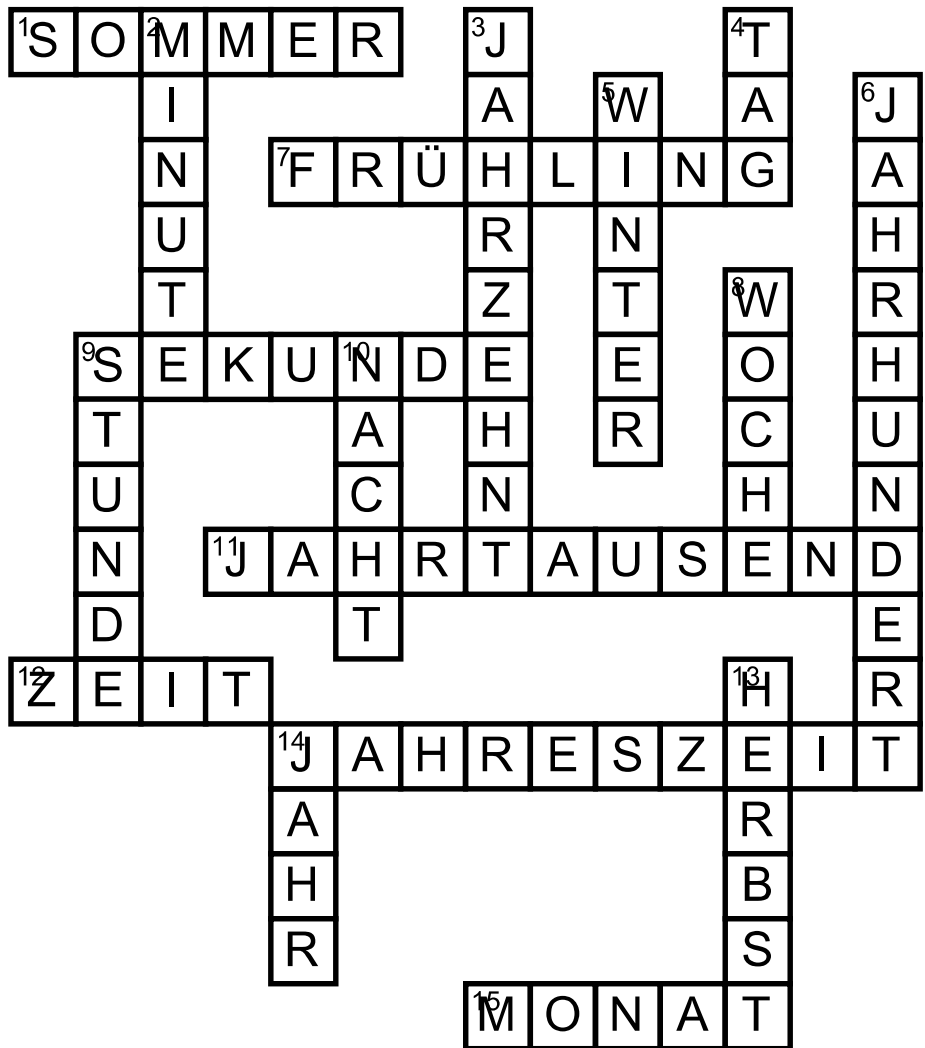 1 SOMMER
2 MINUTE
3 JAHRZEHNT
4 TAG
5 WINTER
6 JAHRHUNDERT
7 FRÜHLING
8 WOCHE
9 SEKUNDE
9 STUNDE
10 NACHT
11 JAHRTAUSEND
12 ZEIT
13 HERBST
14 JAHRESZEIT
14 JAHR
15 MONAT